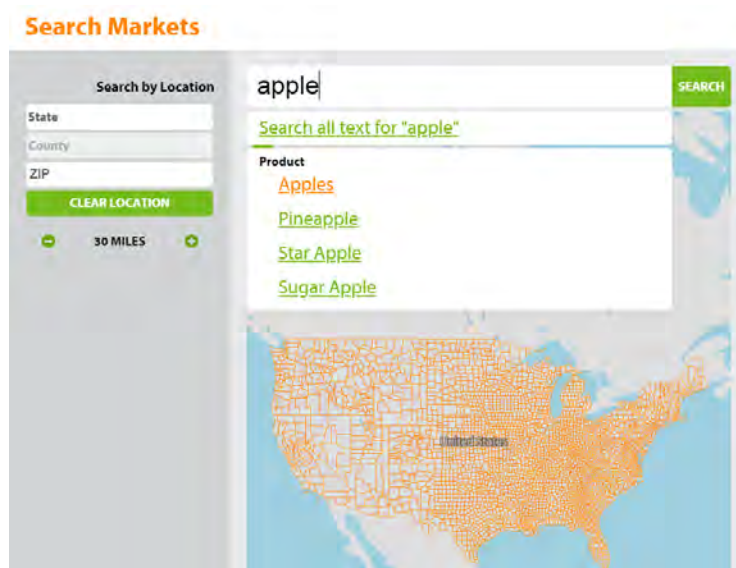 Search Markets
Search by Location
State
County
ZIP
CLEAR LOCATION
30 MILES
apple
SEARCH
Search all text for "apple"
Product
Apples
Pineapple
Star Apple
Sugar Apple
United States